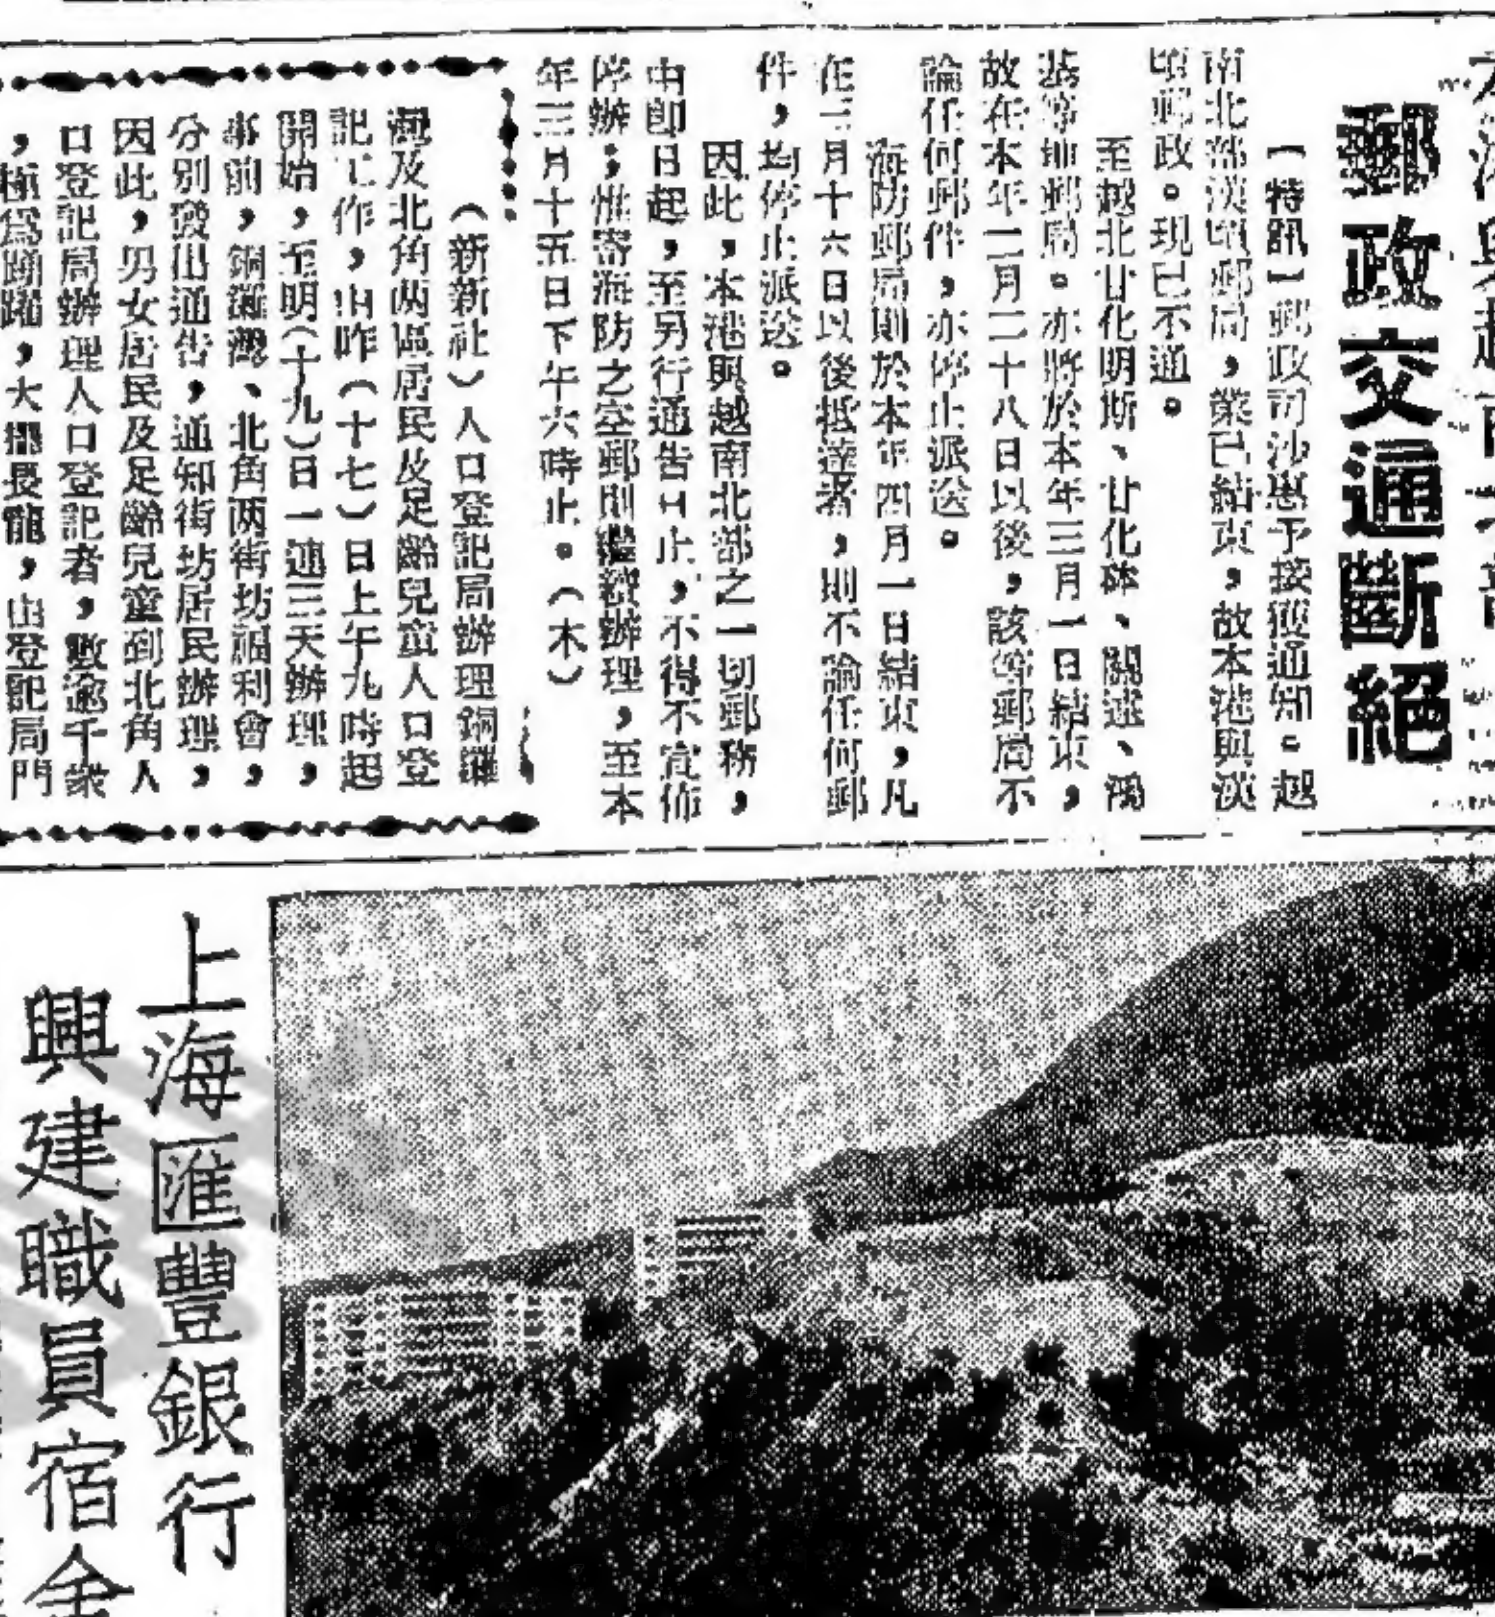 郵政交通斷絕
(特訊)郵政司沙惠予接獲通知。越
南北部漢頃郵局,業已結束,故本港與漢
頃郵政。現已不通。
至越北甘化明斯、甘化砵、關述、鴻
基等埠郵局。亦將於本年三月一日結束,
故在本年二月二十八日以後,該等郵局不
論任何郵件,亦停止派送。
海防郵局則於本年四月一日結束,凡
在三月十六日以後抵達者,則不論任何郵
件,均停止派送。
因此,本港與越南北部之一切郵務,
由即日起,至另行通告日止,不得不宣佈
停辦;惟寄海防之空郵則繼續辦理,至本
年三月十五日下午六時止。(木)
(新新社)人口登記局辦理銅鑼
灣及北角两區居民及足齡兒童人口登
記工作,由昨(十七)日上午九時起
開始,至明(十九)日一連三天辦理,
事前,銅鑼灣、北角两街坊福利會,
分別發出通告,通知街坊居民辦理,
因此,男女居民及足齡兒童到北角人
口登記局辦理人口登記者,數逾千衆
,極爲踴躍,大擺長龍,由登記局門
上海匯豐銀行
興建職員宿舍